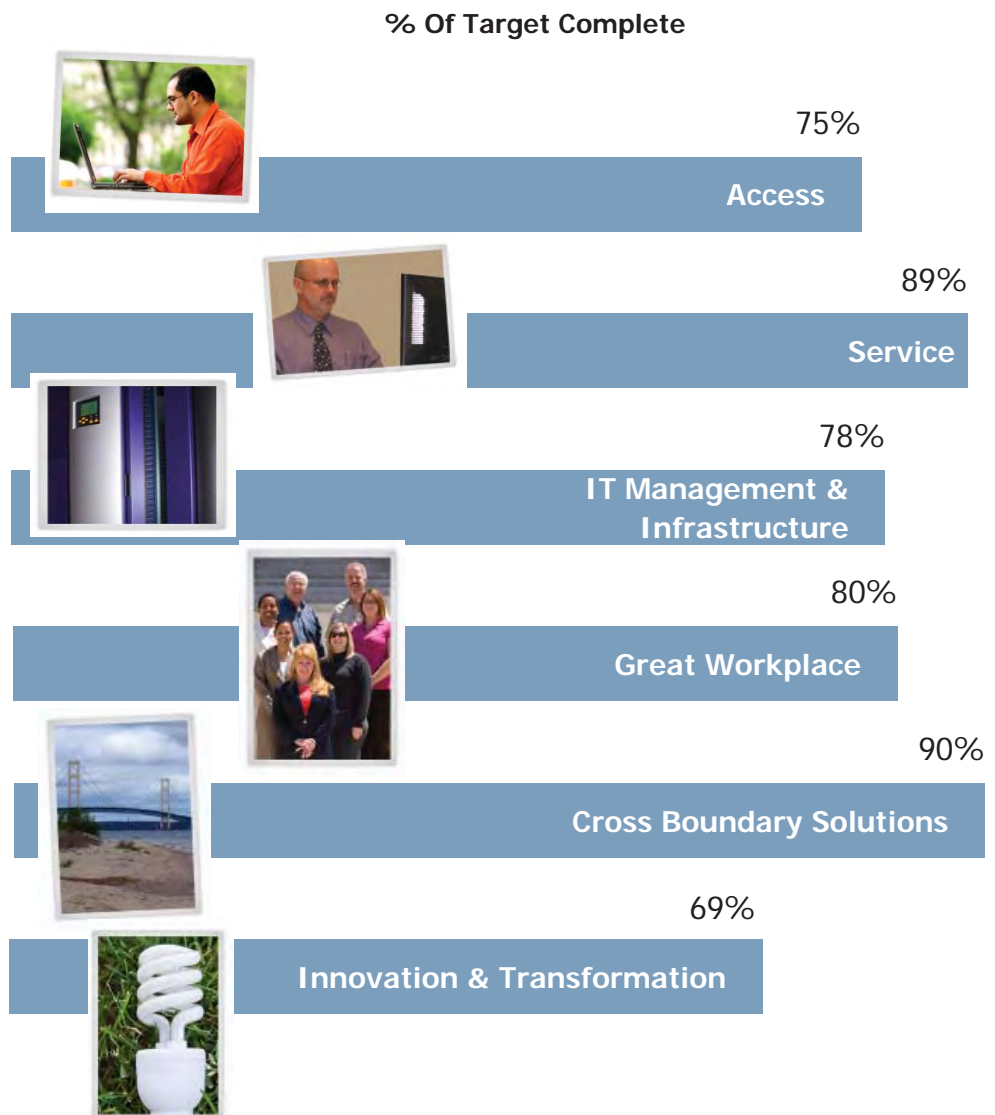 % Of Target Complete
75%
Access
89%
Service
78%
IT Management &
Infrastructure
80%
Great Workplace
90%
Cross Boundary Solutions
69%
Innovation & Transformation